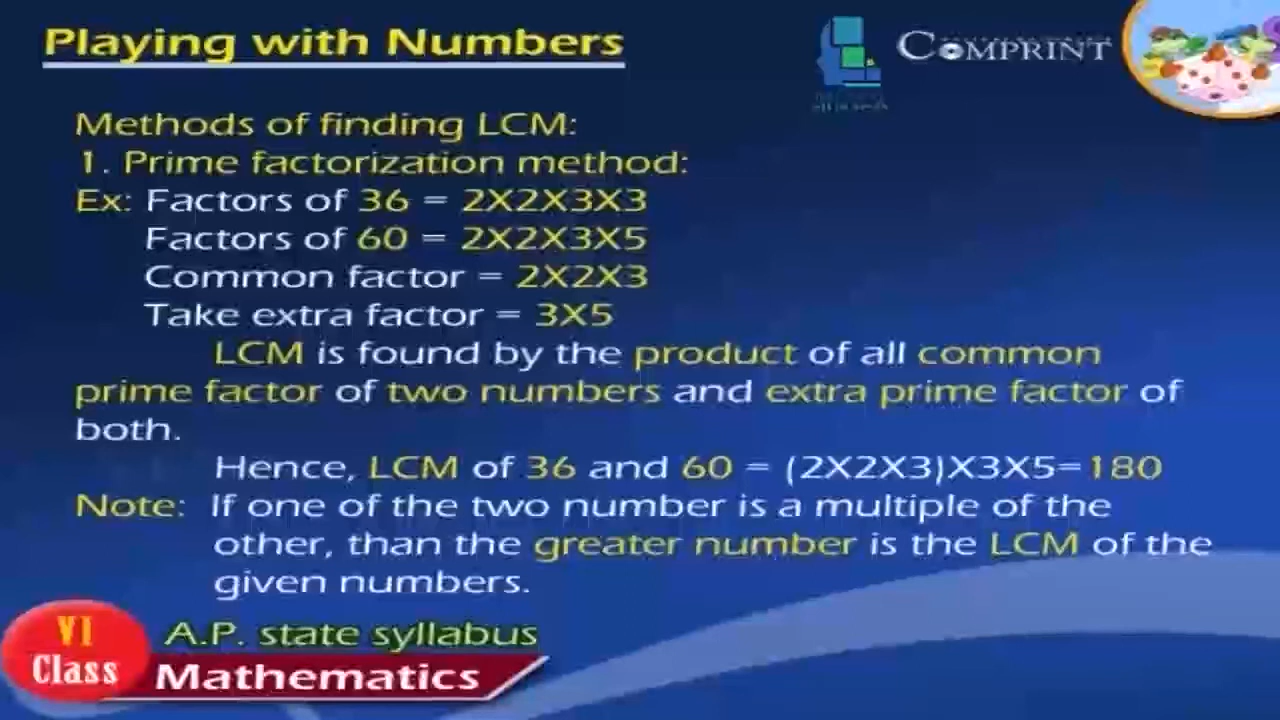 Playing with Numbers
COMPRINT
Methods of finding LCM:
1. Prime factorization method:
Ex: Factors of 36 = 2X2X3X3
Factors of 60 = 2X2X3X5
Common factor = 2X2X3
Take extra factor = 3X5
LCM is found by the product of all common
prime factor of two numbers and extra prime factor of
both.
Hence, LCM of 36 and 60 = (2X2X3)X3X5=180
Note: If one of the two number is a multiple of the
other, than the greater number is the LCM of the
given numbers.
VI
Class
A.P. state syllabus
Mathematics